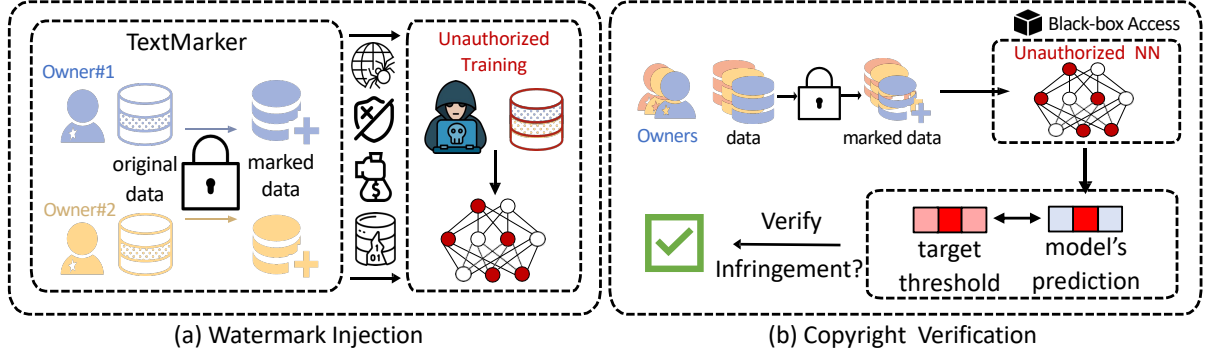 TextMarker
Owner#1
original
data
marked
data
Owner#2
Unauthorized
Training
(a) Watermark Injection
Black-box Access
Unauthorized NN
Owners
data
marked data
Verify
Infringement?
target
threshold
model's
prediction
(b) Copyright Verification